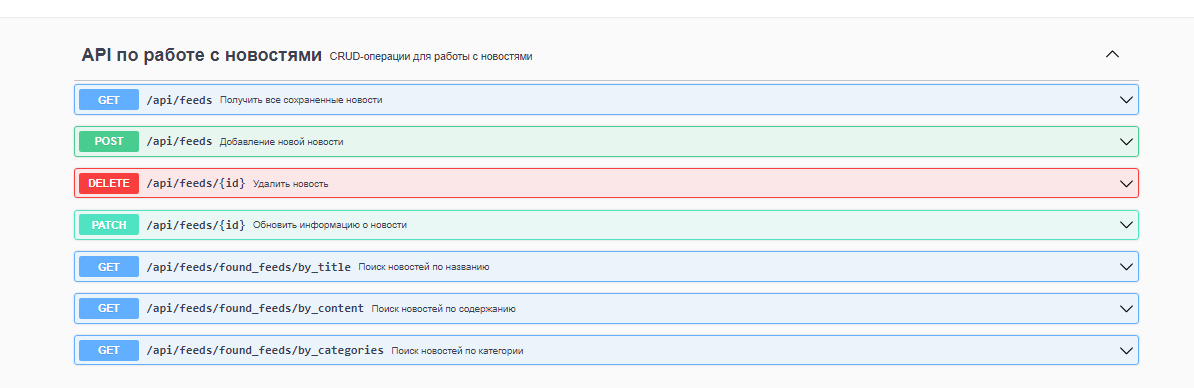 API по работе с новостями CRUD-операции для работы с новостями
GET /api/feeds Получить все сохраненные новости
POST /api/feeds Добавление новой новости
DELETE /api/feeds/{id} Удалить новость
PATCH /api/feeds/{id} Обновить информацию о новости
GET /api/feeds/found_feeds/by_title Поиск новостей по названию
GET /api/feeds/found_feeds/by_content Поиск новостей по содержанию
GET /api/feeds/found_feeds/by_categories Поиск новостей по категории